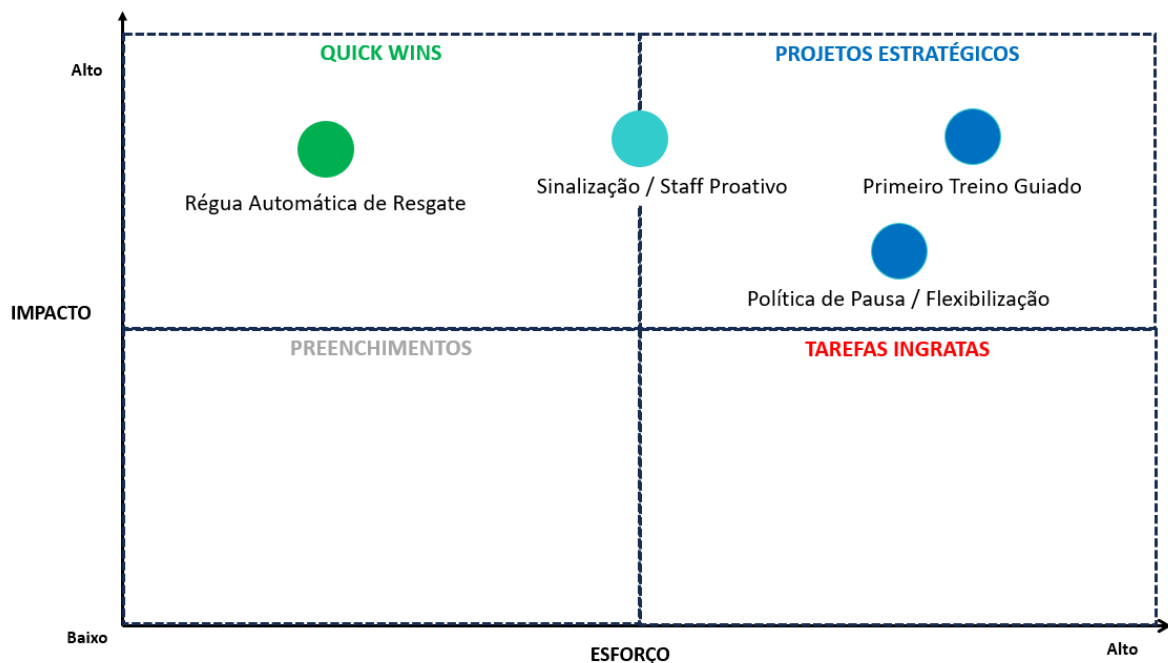 QUICK WINS
PROJETOS ESTRATÉGICOS
Alto
Régua Automática de Resgate
Sinalização / Staff Proativo
Primeiro Treino Guiado
Política de Pausa / Flexibilização
IMPACTO
PREENCHIMENTOS
TAREFAS INGRATAS
Baixo
ESFORÇO
Alto